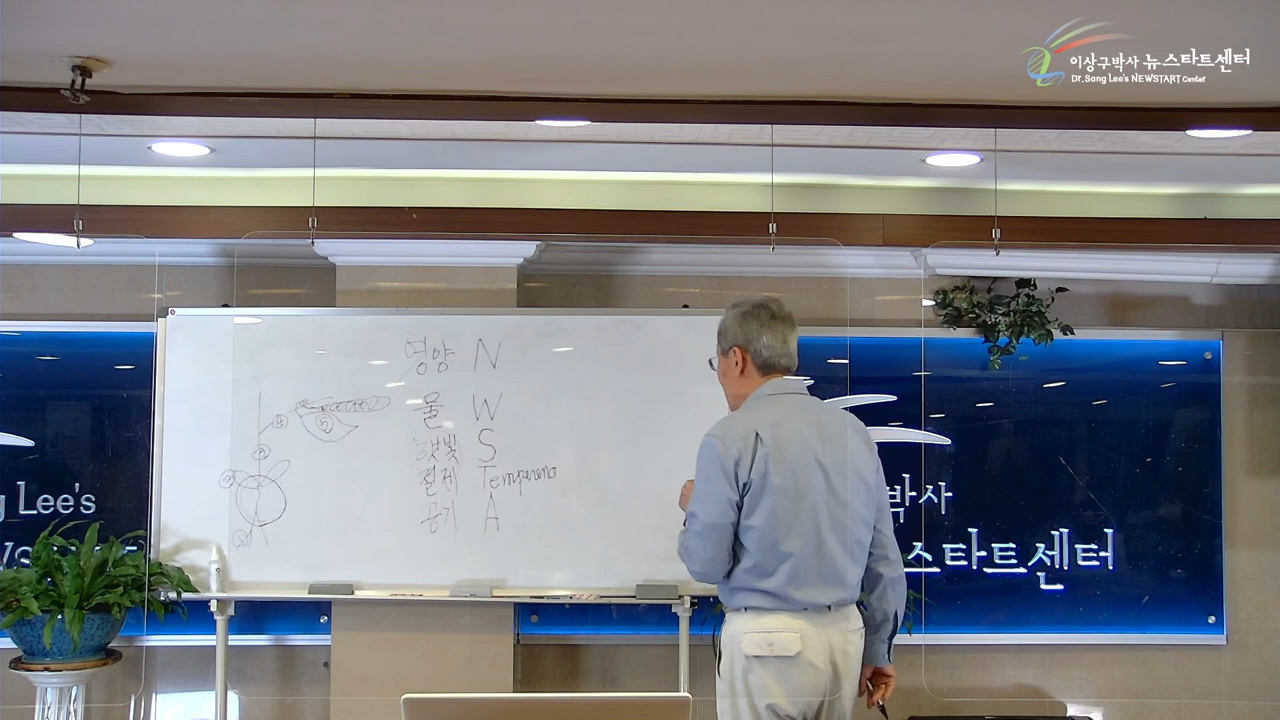 이상구박사 뉴스타트센터
Dr. Sang Lee's NEWSTART Center
영양 N
물 W
햇빛 S
절제 Temperenc
공기 A
g Lee's
박사
스타트센터